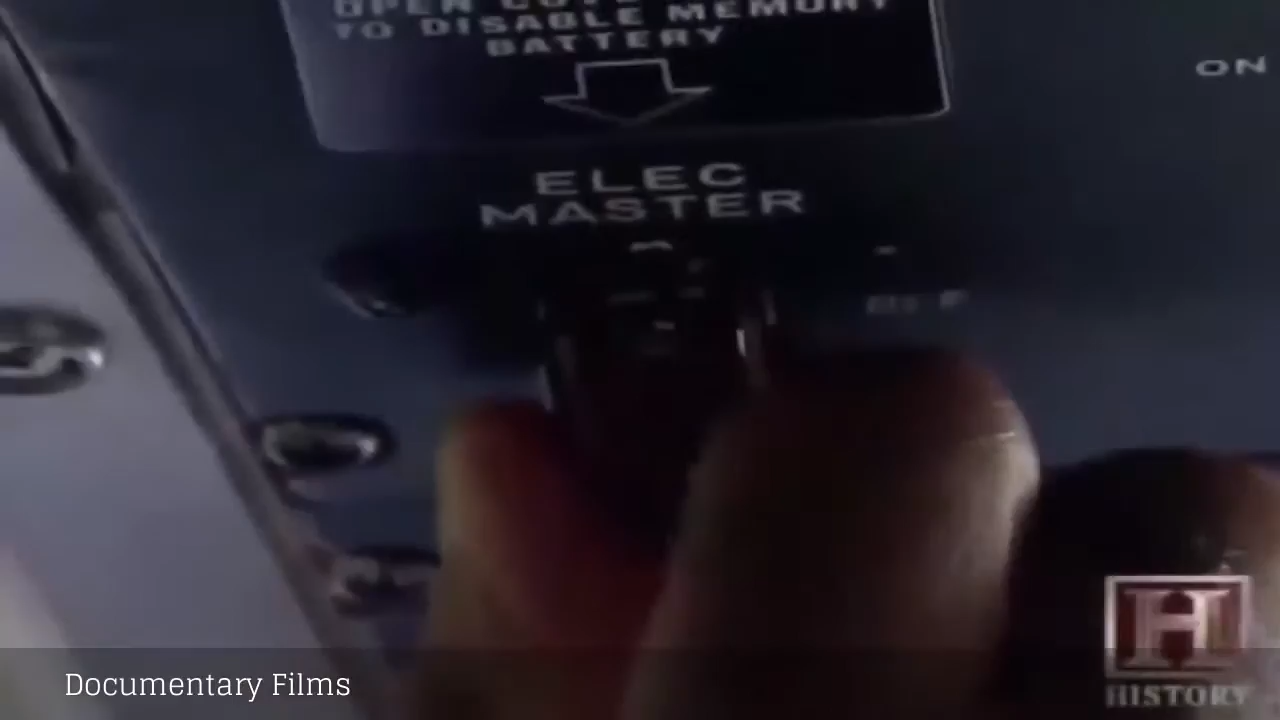 TO DISABLE MEMORY
BATTERY
ON
ELEC
MASTER
Documentary Films
H
HISTORY